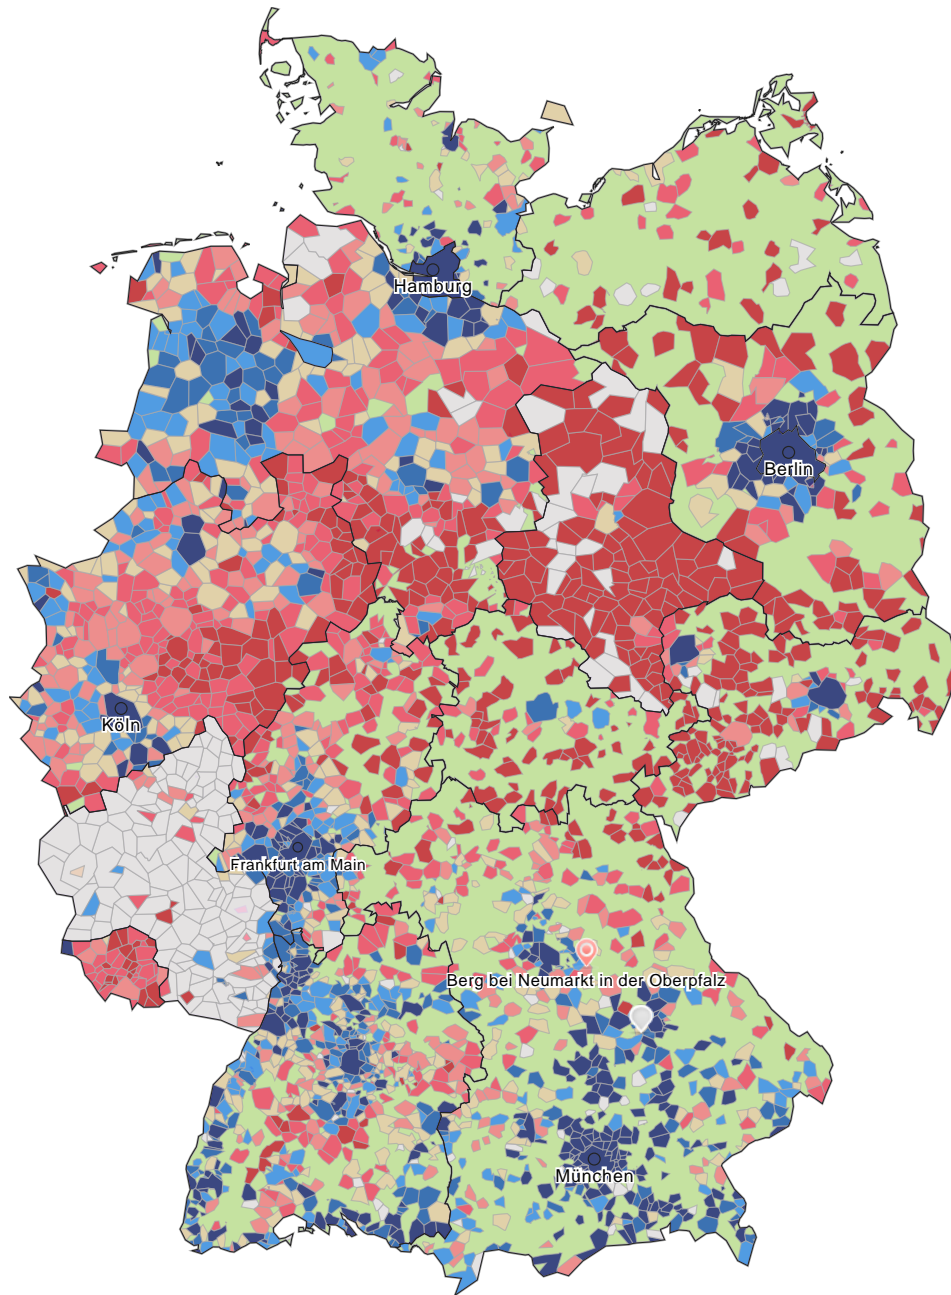 Hamburg
Berlin
Köln
Frankfurt am Main
Berg bei Neumarkt in der Oberpfalz
München